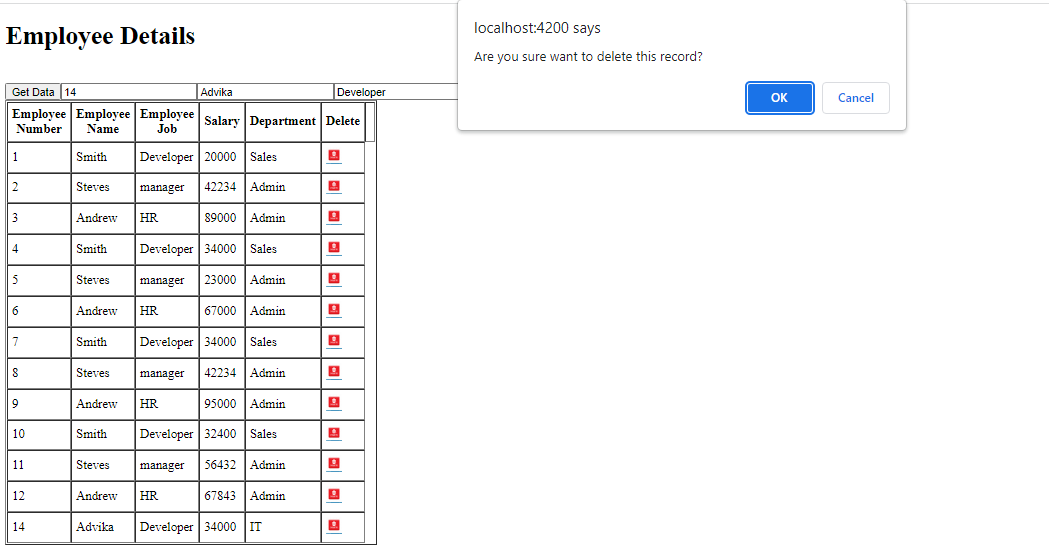 localhost:4200 says
Are you sure want to delete this record?
OK Cancel
Employee Details
Get Data 14 Advika Developer
Employee Number Employee Name Employee Job Salary Department Delete
1 Smith Developer 20000 Sales
2 Steves manager 42234 Admin
3 Andrew HR 89000 Admin
4 Smith Developer 34000 Sales
5 Steves manager 23000 Admin
6 Andrew HR 67000 Admin
7 Smith Developer 34000 Sales
8 Steves manager 42234 Admin
9 Andrew HR 95000 Admin
10 Smith Developer 32400 Sales
11 Steves manager 56432 Admin
12 Andrew HR 67843 Admin
14 Advika Developer 34000 IT